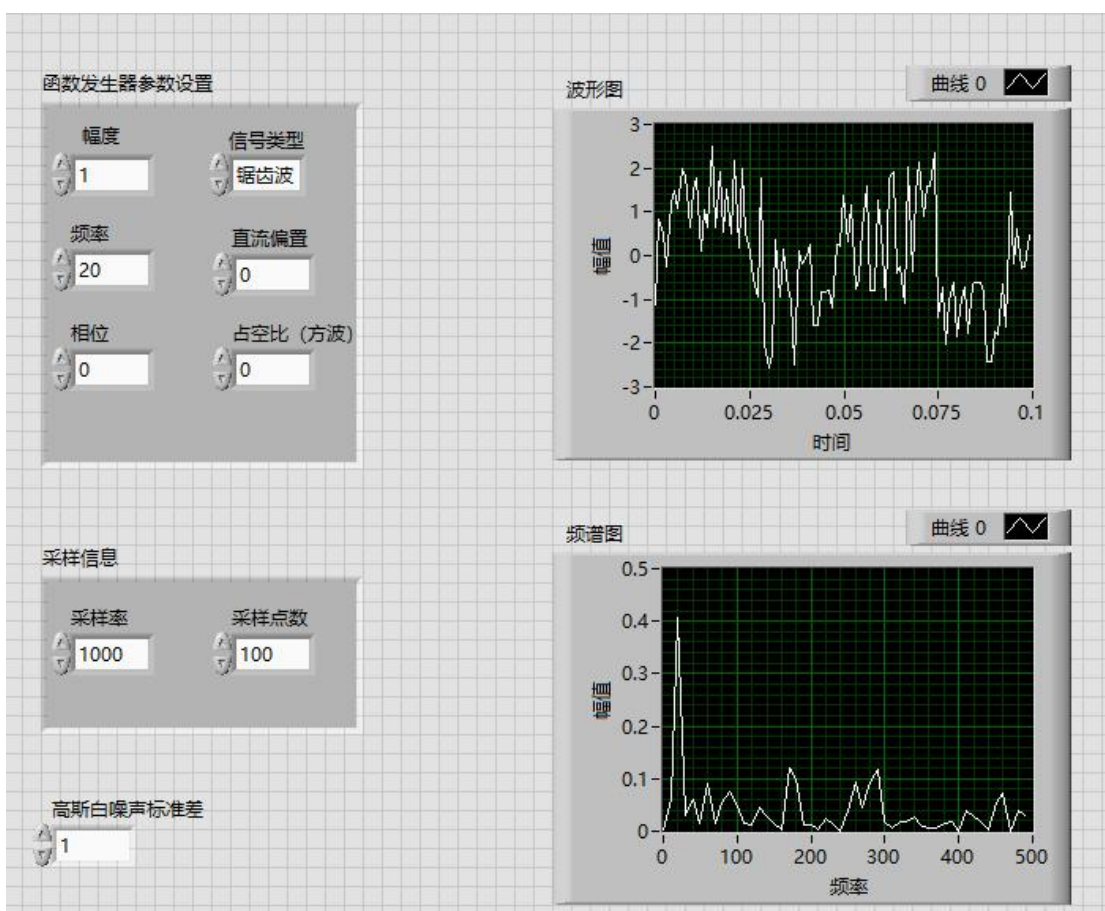 函数发生器参数设置
幅度
信号类型
1
锯齿波
频率
直流偏置
20
0
相位
占空比（方波）
0
0
采样信息
采样率
采样点数
1000
100
高斯白噪声标准差
1
波形图
曲线 0
3
2
1
0
-1
-2
-3
幅值
0
0.025
0.05
0.075
0.1
时间
频谱图
曲线 0
0.5
0.4
0.3
0.2
0.1
0
幅值
0
100
200
300
400
500
频率